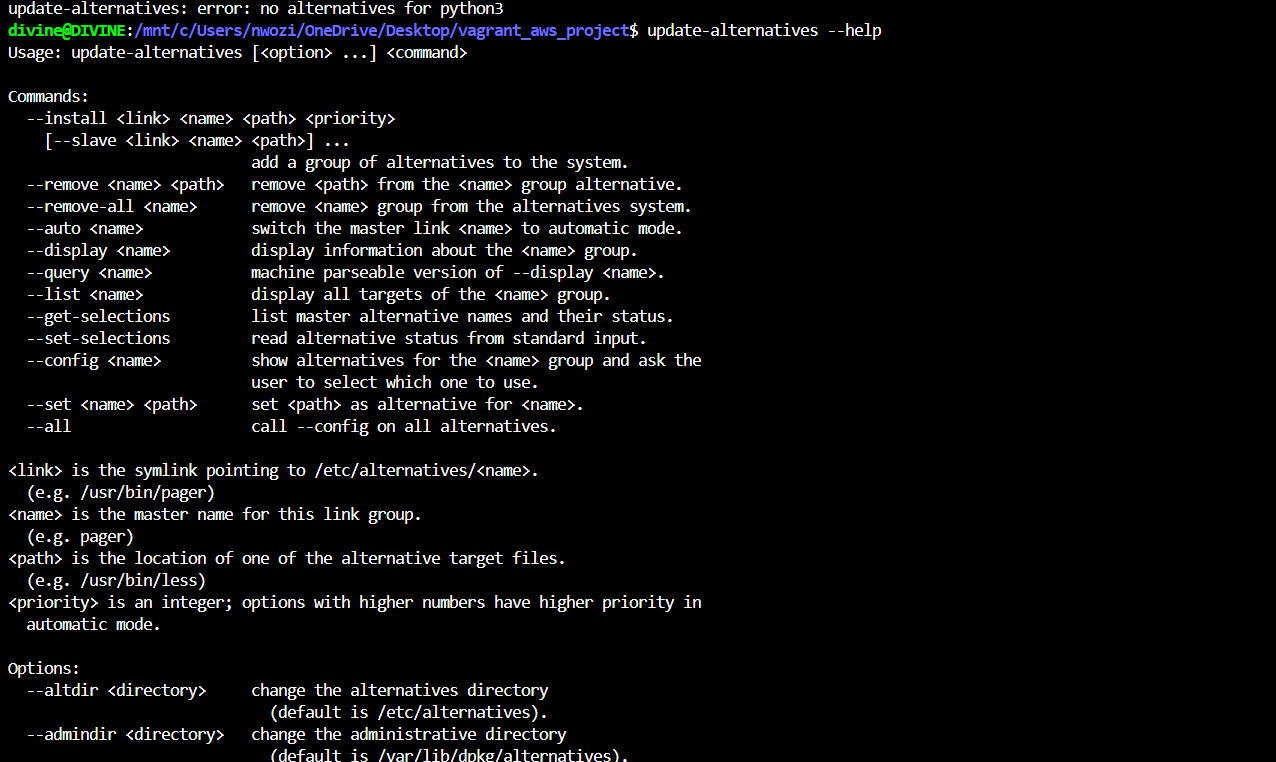 update-alternatives: error: no alternatives for python3
divine@DIVINE:/mnt/c/Users/nwozi/OneDrive/Desktop/vagrant_aws_project$ update-alternatives --help
Usage: update-alternatives [<option> ...] <command>
Commands:
  --install <link> <name> <path> <priority>
    [--slave <link> <name> <path>] ...
                           add a group of alternatives to the system.
  --remove <name> <path>   remove <path> from the <name> group alternative.
  --remove-all <name>      remove <name> group from the alternatives system.
  --auto <name>            switch the master link <name> to automatic mode.
  --display <name>         display information about the <name> group.
  --query <name>           machine parseable version of --display <name>.
  --list <name>            display all targets of the <name> group.
  --get-selections         list master alternative names and their status.
  --set-selections         read alternative status from standard input.
  --config <name>          show alternatives for the <name> group and ask the
                           user to select which one to use.
  --set <name> <path>      set <path> as alternative for <name>.
  --all                    call --config on all alternatives.
<link> is the symlink pointing to /etc/alternatives/<name>.
  (e.g. /usr/bin/pager)
<name> is the master name for this link group.
  (e.g. pager)
<path> is the location of one of the alternative target files.
  (e.g. /usr/bin/less)
<priority> is an integer; options with higher numbers have higher priority in
  automatic mode.
Options:
  --altdir <directory>     change the alternatives directory
                             (default is /etc/alternatives).
  --admindir <directory>   change the administrative directory
                             (default is /var/lib/dpkg/alternatives).